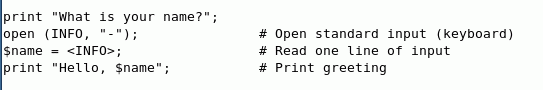 print "What is your name?";
open (INFO, "-");               # Open standard input (keyboard)
$name = <INFO>;                 # Read one line of input
print "Hello, $name";           # Print greeting